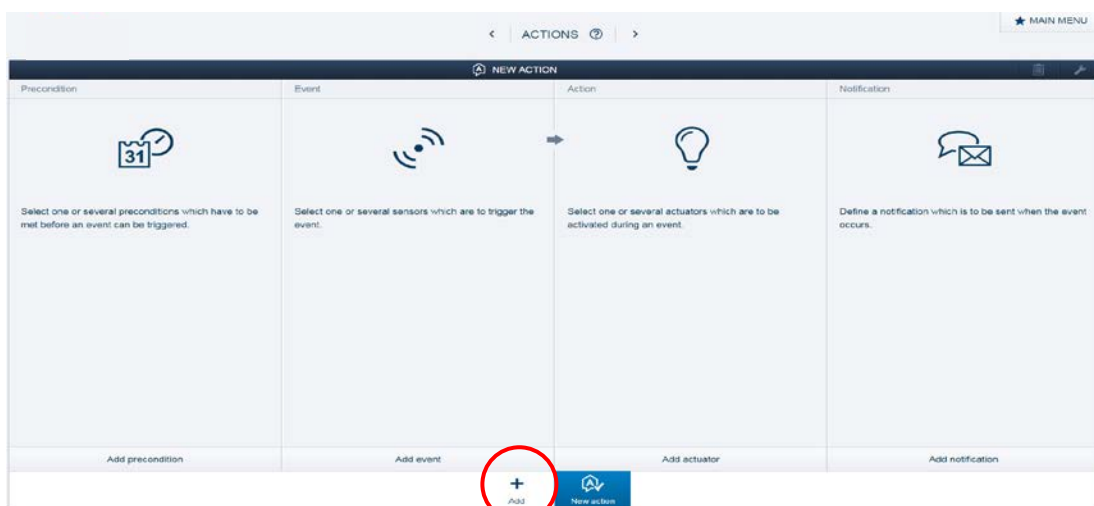 MAIN MENU
ACTIONS ?
NEW ACTION
Precondition
Event
Action
Notification
31
Select one or several preconditions which have to be
met before an event can be triggered.
Select one or several sensors which are to trigger the
event.
Select one or several actuators which are to be
activated during an event.
Define a notification which is to be sent when the event
occurs.
Add precondition
Add event
Add actuator
Add notification
Add
New action